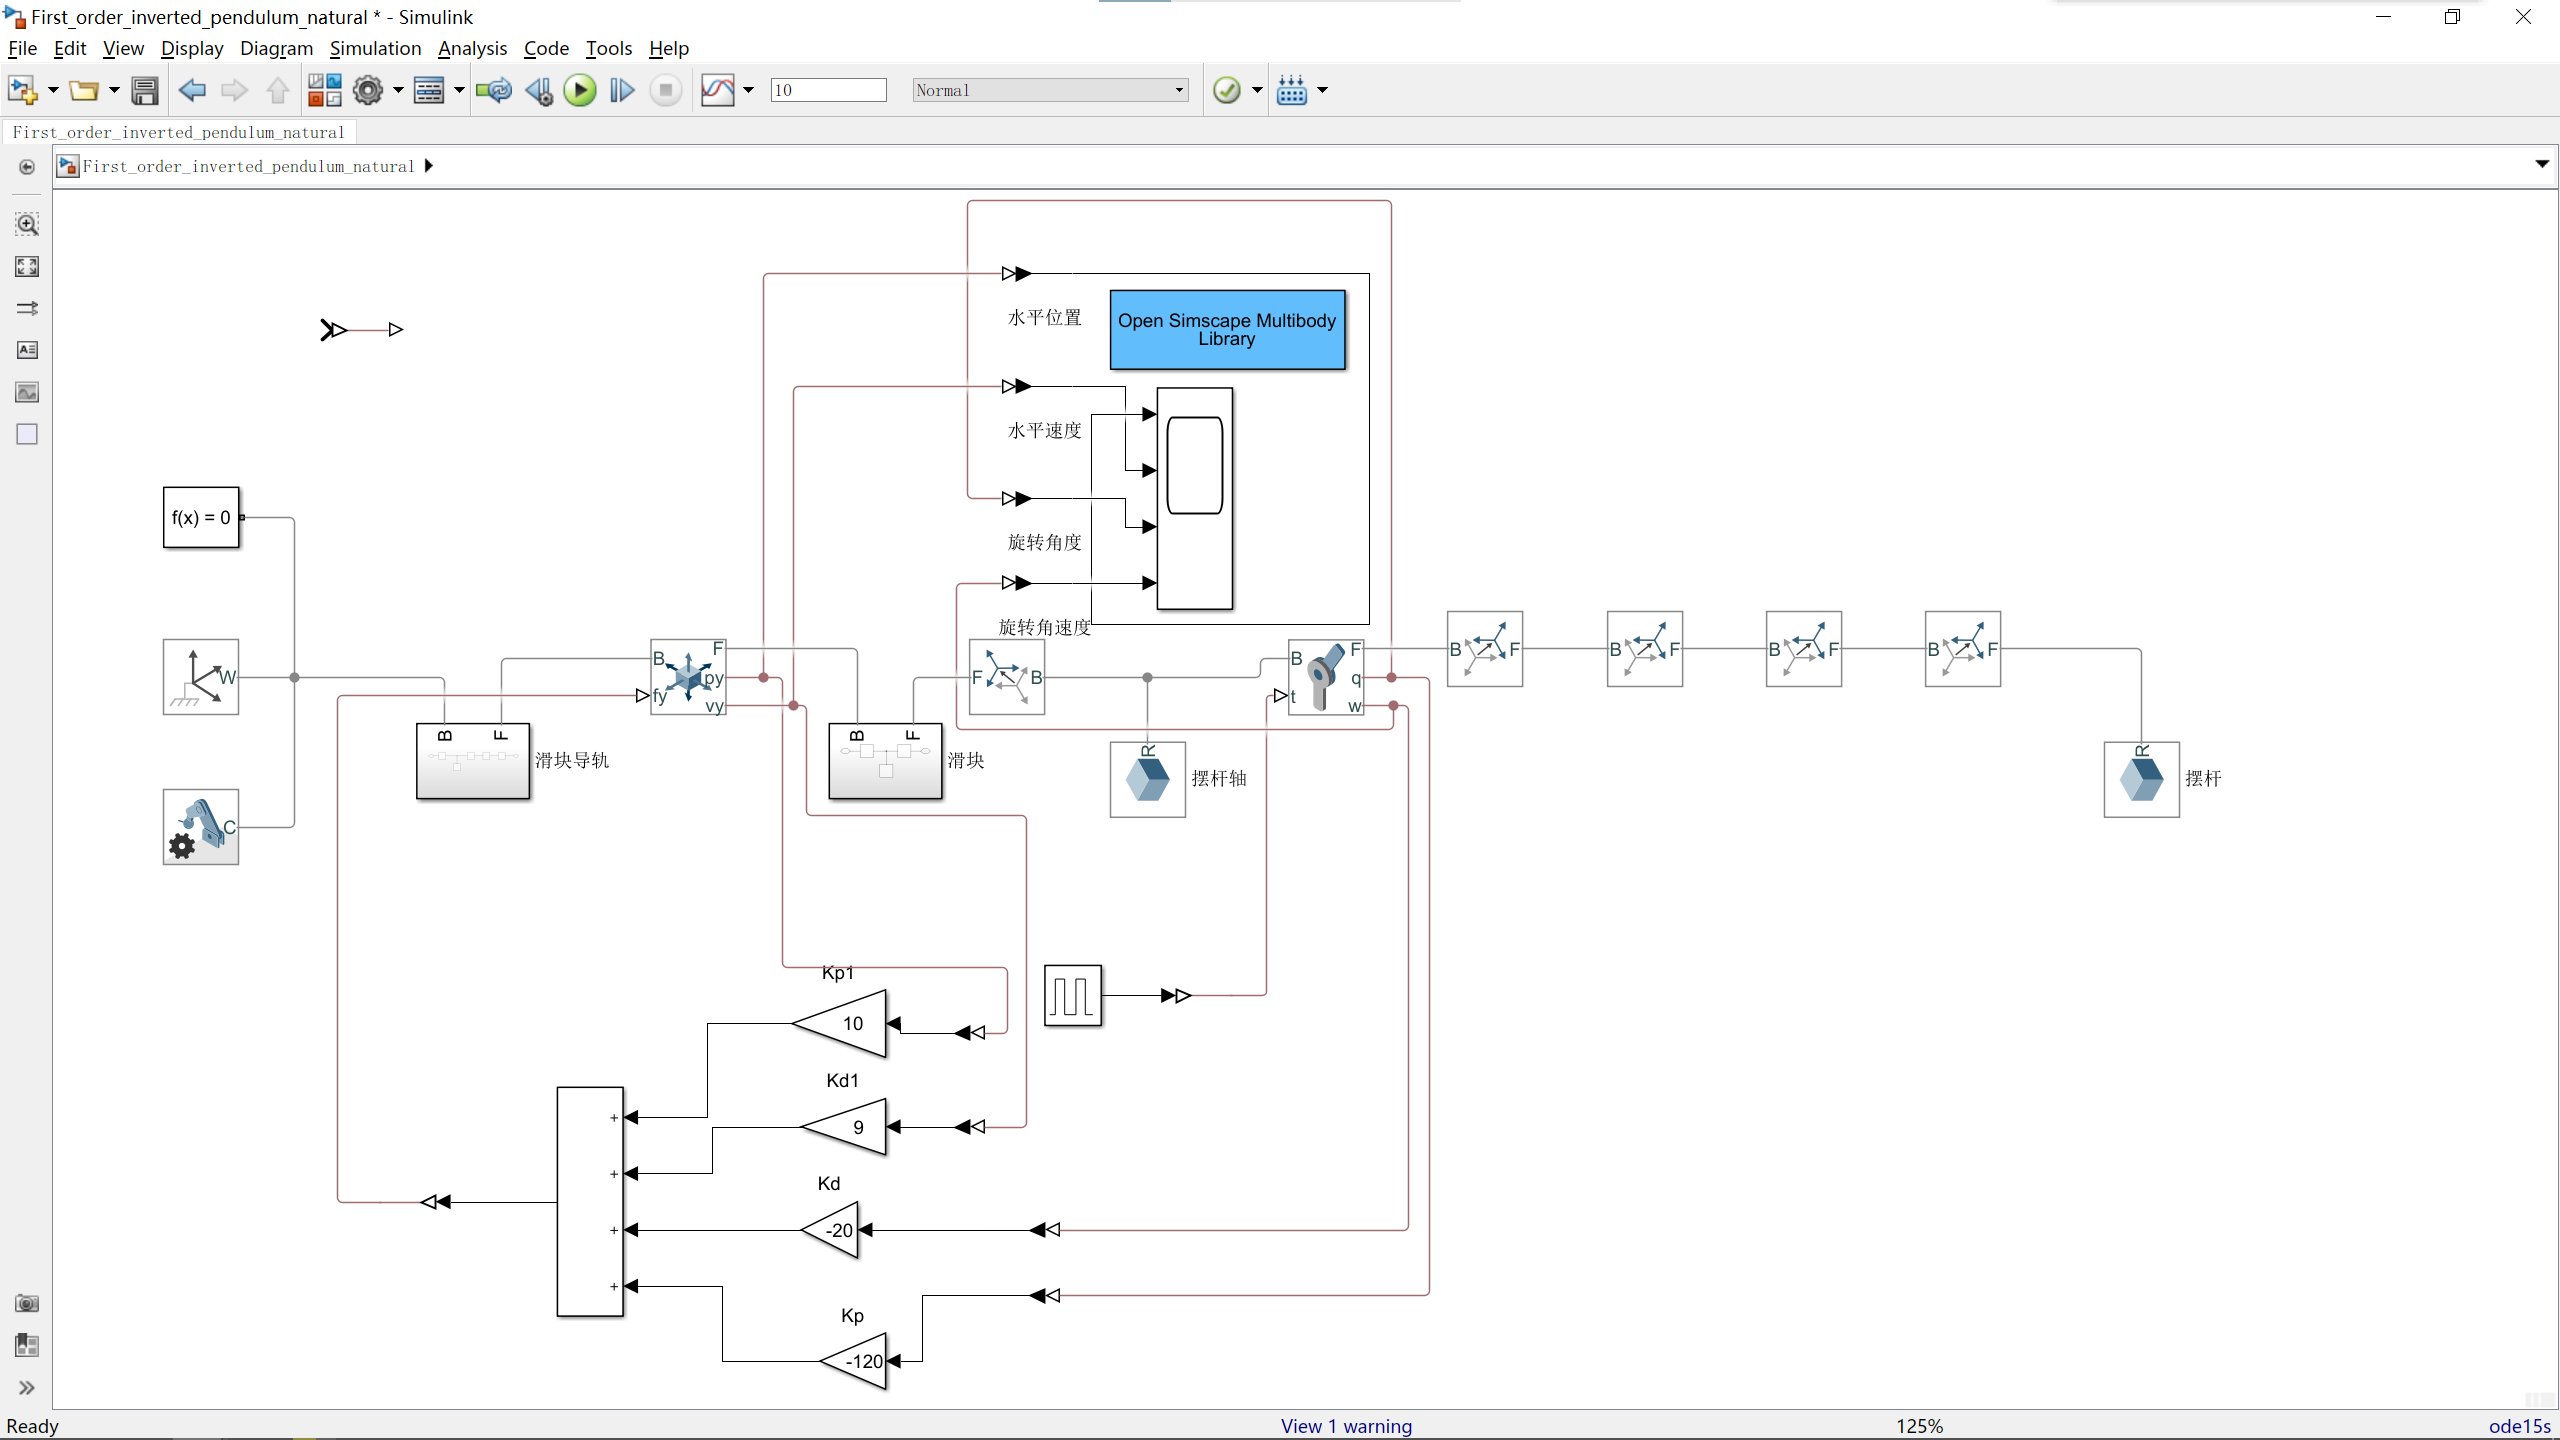 First_order_inverted_pendulum_natural * - Simulink
File Edit View Display Diagram Simulation Analysis Code Tools Help
10
Normal
First_order_inverted_pendulum_natural
First_order_inverted_pendulum_natural
水平位置
Open Simscape Multibody
Library
水平速度
f(x) = 0
旋转角度
旋转角速度
W
B
fy
F
py
vy
F
B
B
t
F
q
w
B
F
B
F
B
F
B
F
B
F
滑块导轨
B
F
滑块
R
摆杆轴
R
摆杆
C
Kp1
10
Kd1
9
Kd
-20
Kp
-120
+
+
+
+
Ready
View 1 warning
125%
ode15s